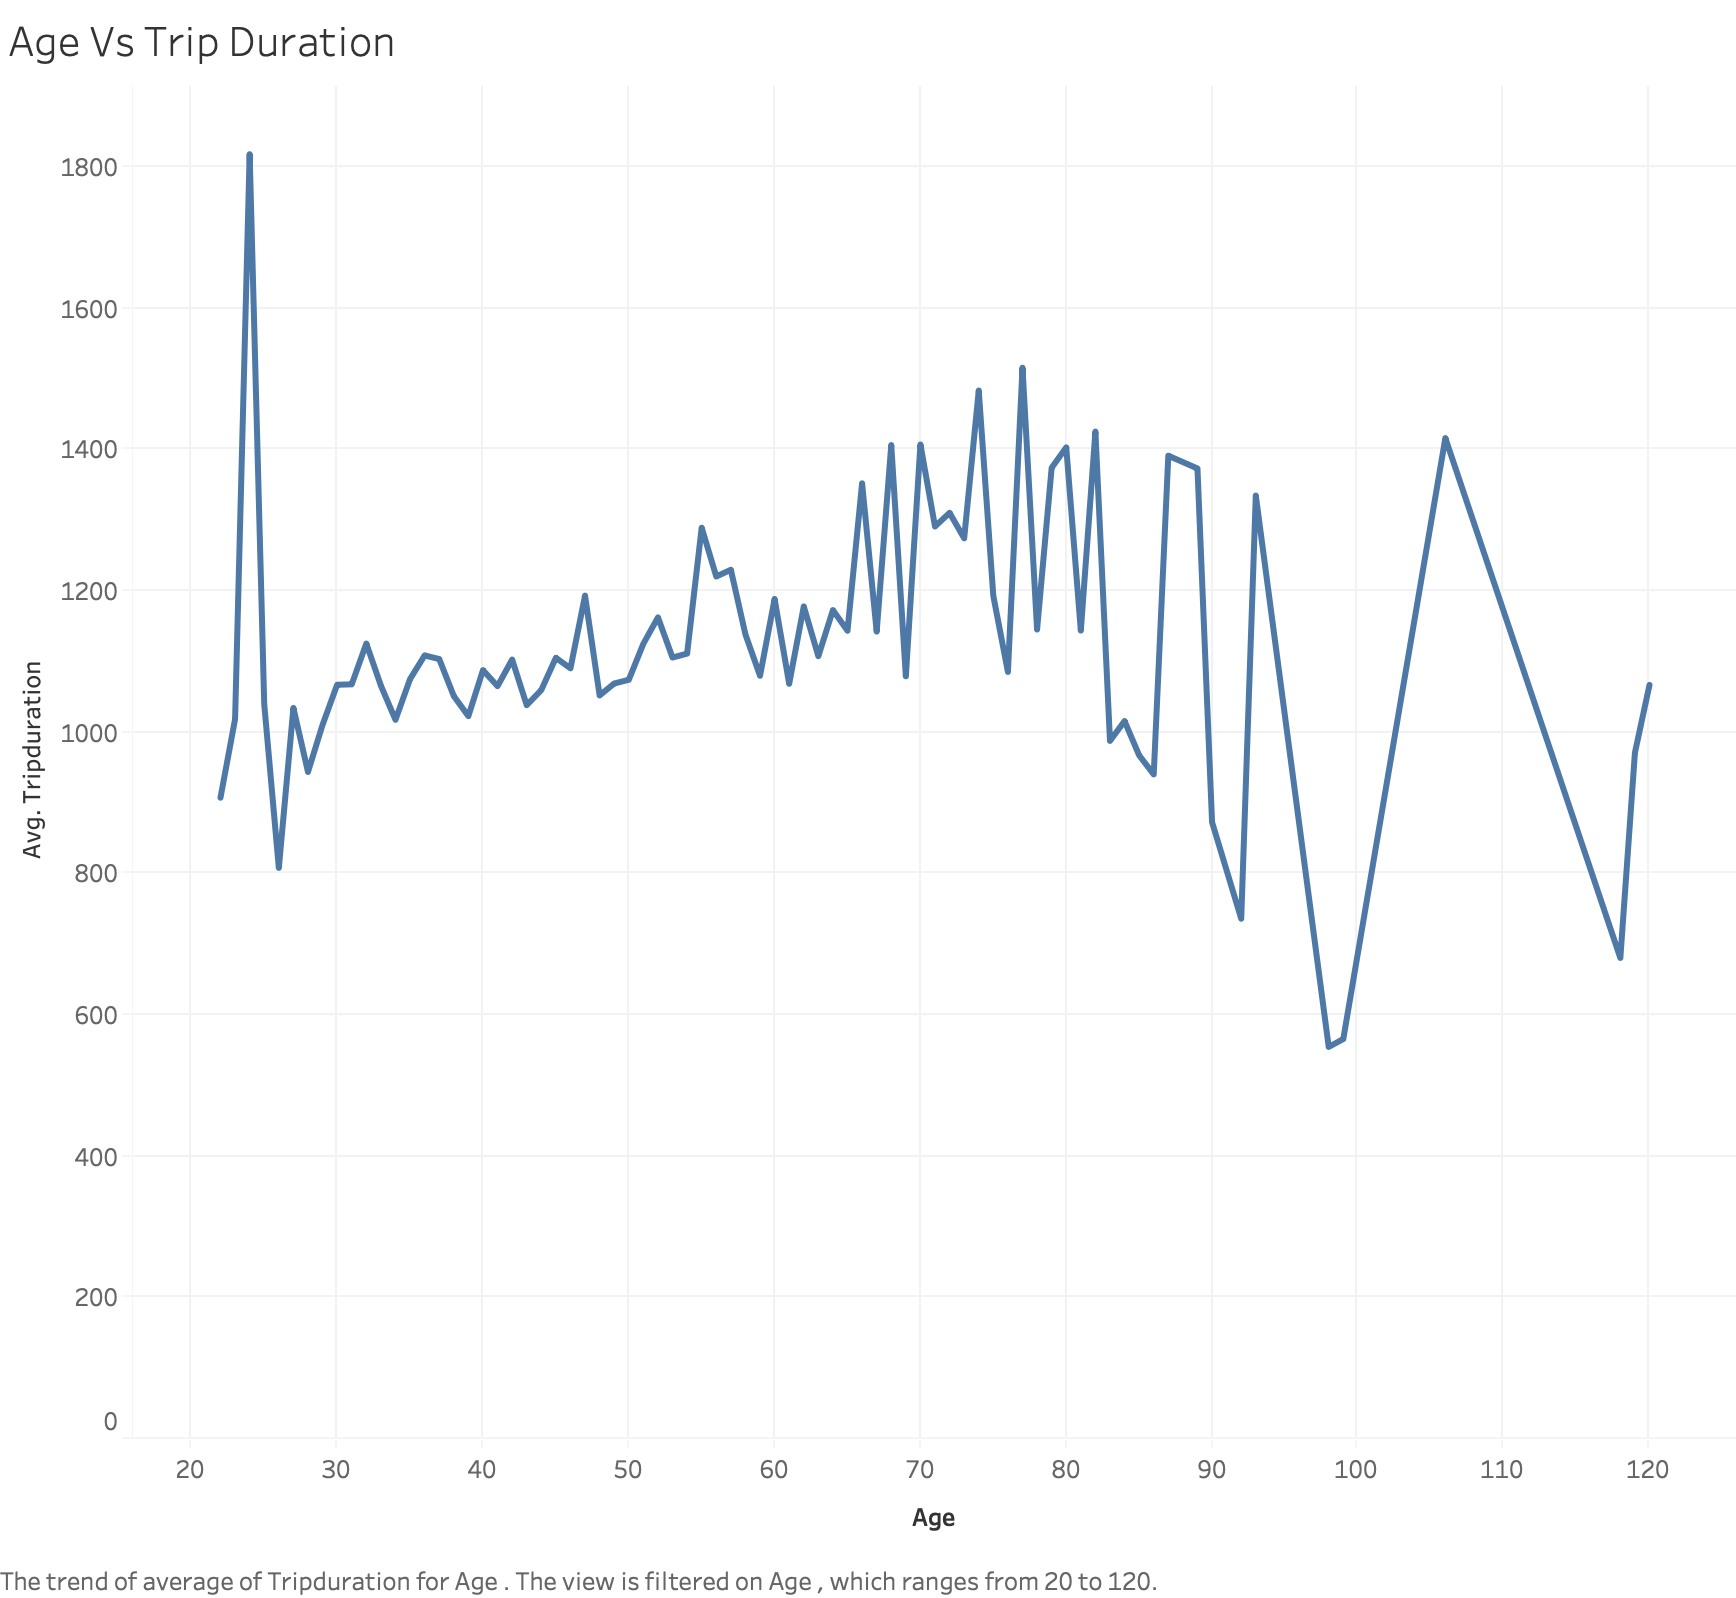 Age Vs Trip Duration
1800
1600
1400
1200
1000
800
600
400
200
0
Avg. Tripduration
20 30 40 50 60 70 80 90 100 110 120
Age
The trend of average of Tripduration for Age . The view is filtered on Age , which ranges from 20 to 120.